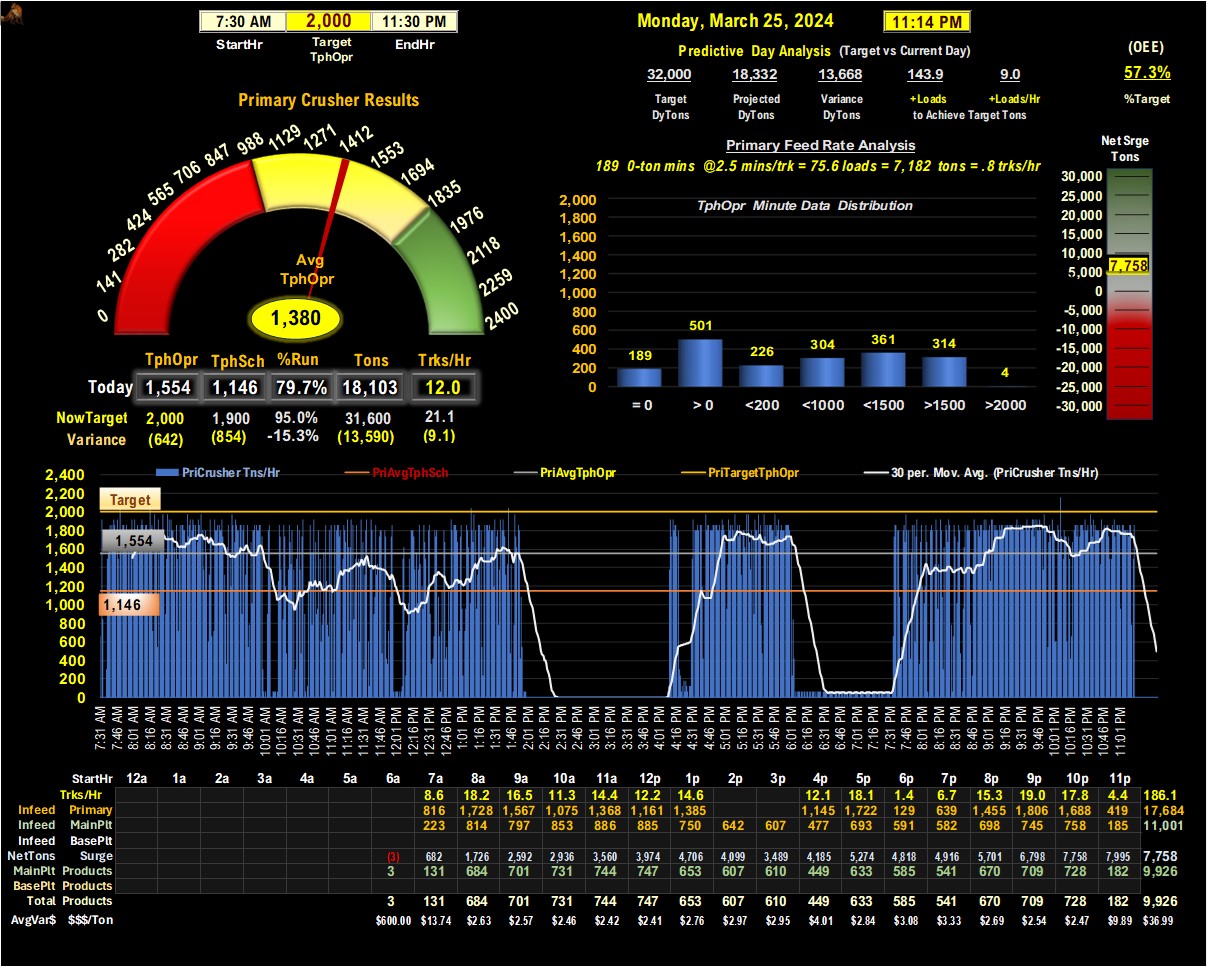 7:30 AM 2,000 11:30 PM
StartHr Target TphOpr EndHr
Monday, March 25, 2024 11:14 PM
Predictive Day Analysis (Target vs Current Day)
32,000 18,332 13,668 143.9 9.0
Target DyTons Projected DyTons Variance DyTons +Loads +Loads/Hr
to Achieve Target Tons
(OEE)
57.3%
%Target
Primary Crusher Results
0 141 282 424 565 706 847 988 1129 1271 1412 1553 1694 1835 1976 2118 2259 2400
Avg
TphOpr
1,380
TphOpr TphSch %Run Tons Trks/Hr
Today 1,554 1,146 79.7% 18,103 12.0
NowTarget 2,000 1,900 95.0% 31,600 21.1
Variance (642) (854) -15.3% (13,590) (9.1)
Primary Feed Rate Analysis
189 0-ton mins @2.5 mins/trk = 75.6 loads = 7,182 tons = .8 trks/hr
TphOpr Minute Data Distribution
2,000
1,800
1,600
1,400
1,200
1,000
800
600
400
200
0
189 501 226 304 361 314 4
= 0 > 0 <200 <1000 <1500 >1500 >2000
Net Srge
Tons
30,000
25,000
20,000
15,000
10,000
7,758
5,000
0
-5,000
-10,000
-15,000
-20,000
-25,000
-30,000
PriCrusher Tns/Hr PriAvgTphSch PriAvgTphOpr PriTargetTphOpr 30 per. Mov. Avg. (PriCrusher Tns/Hr)
2,400
2,200
2,000
1,800
1,600
1,400
1,200
1,000
800
600
400
200
0
Target
1,554
1,146
7:31 AM 7:46 AM 8:01 AM 8:16 AM 8:31 AM 8:46 AM 9:01 AM 9:16 AM 9:31 AM 9:46 AM 10:01 AM 10:16 AM 10:31 AM 10:46 AM 11:01 AM 11:16 AM 11:31 AM 11:46 AM 12:01 PM 12:16 PM 12:31 PM 12:46 PM 1:01 PM 1:16 PM 1:31 PM 1:46 PM 2:01 PM 2:16 PM 2:31 PM 2:46 PM 3:01 PM 3:16 PM 3:31 PM 3:46 PM 4:01 PM 4:16 PM 4:31 PM 4:46 PM 5:01 PM 5:16 PM 5:31 PM 5:46 PM 6:01 PM 6:16 PM 6:31 PM 6:46 PM 7:01 PM 7:16 PM 7:31 PM 7:46 PM 8:01 PM 8:16 PM 8:31 PM 8:46 PM 9:01 PM 9:16 PM 9:31 PM 9:46 PM 10:01 PM 10:16 PM 10:31 PM 10:46 PM 11:01 PM
StartHr 12a 1a 2a 3a 4a 5a 6a 7a 8a 9a 10a 11a 12p 1p 2p 3p 4p 5p 6p 7p 8p 9p 10p 11p
Trks/Hr 8.6 18.2 16.5 11.3 14.4 12.2 14.6 12.1 18.1 1.4 6.7 15.3 19.0 17.8 4.4 186.1
Infeed Primary 816 1,728 1,567 1,075 1,368 1,161 1,385 1,145 1,722 129 639 1,455 1,806 1,688 419 17,684
Infeed MainPlt 223 814 797 853 886 885 750 642 607 477 693 591 582 698 745 758 185 11,001
Infeed BasePlt
NetTons Surge (3) 682 1,726 2,592 2,936 3,560 3,974 4,706 4,099 3,489 4,185 5,274 4,818 4,916 5,701 6,798 7,758 7,995 7,758
MainPlt Products 3 131 684 701 731 744 747 653 607 610 449 633 585 541 670 709 728 182 9,926
BasePlt Products
Total Products 3 131 684 701 731 744 747 653 607 610 449 633 585 541 670 709 728 182 9,926
AvgVar$ $$$/Ton $600.00 $13.74 $2.63 $2.57 $2.46 $2.42 $2.41 $2.76 $2.97 $2.95 $4.01 $2.84 $3.08 $3.33 $2.69 $2.54 $2.47 $9.89 $36.99